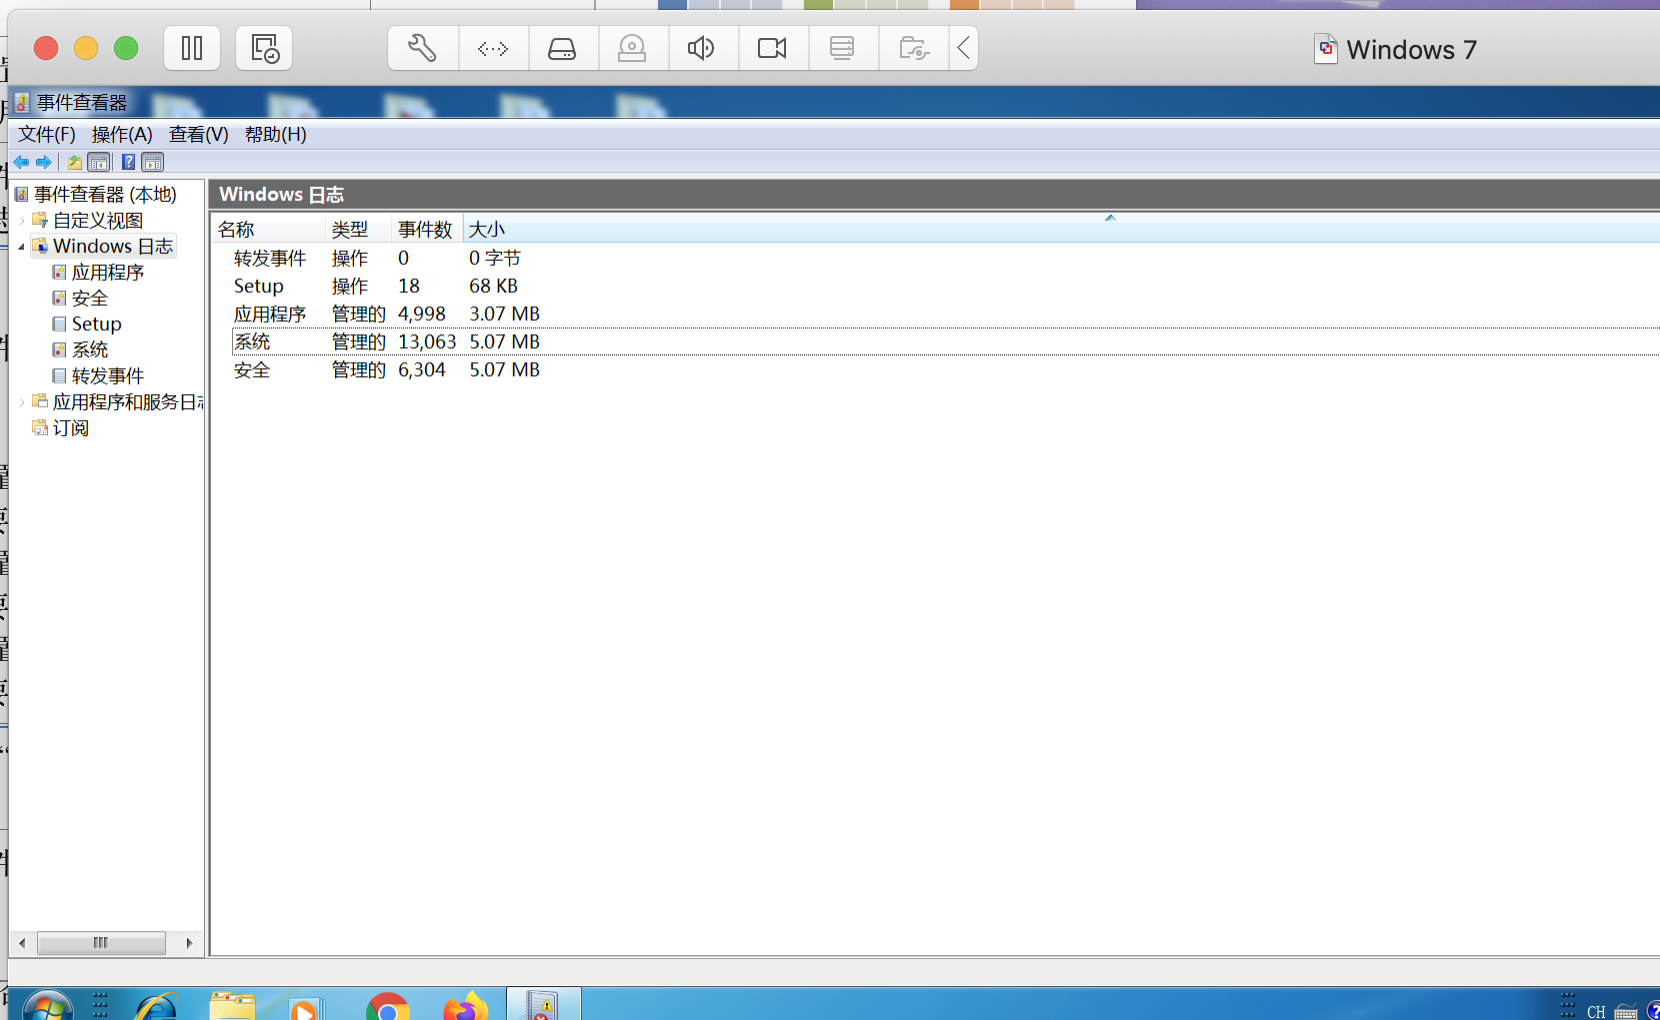 Windows 7
事件查看器
文件(F) 操作(A) 查看(V) 帮助(H)
事件查看器 (本地)
自定义视图
Windows 日志
应用程序
安全
Setup
系统
转发事件
应用程序和服务日
订阅
Windows 日志
名称 类型 事件数 大小
转发事件 操作 0 0 字节
Setup 操作 18 68 KB
应用程序 管理的 4,998 3.07 MB
系统 管理的 13,063 5.07 MB
安全 管理的 6,304 5.07 MB
CH